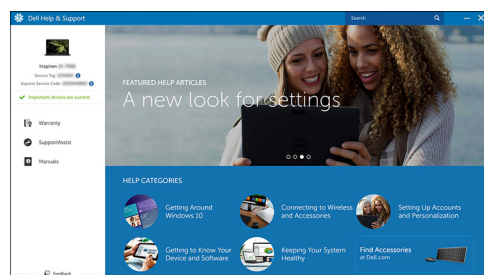 Dell Help & Support
Search
Inspiron
Service Tag
Express Service Code
Important drivers are current
Warranty
SupportAssist
Manuals
Feedback
FEATURED HELP ARTICLES
A new look for settings
HELP CATEGORIES
Getting Around
Windows 10
Connecting to Wireless
and Accessories
Setting Up Accounts
and Personalization
Getting to Know Your
Device and Software
Keeping Your System
Healthy
Find Accessories
at Dell.com